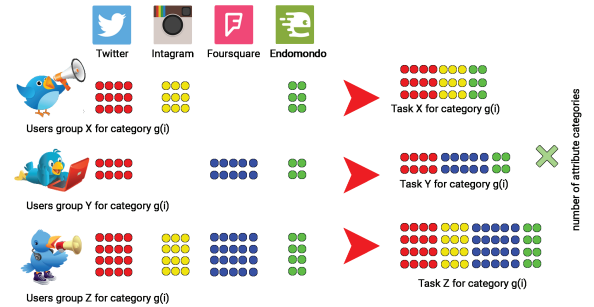 Twitter Intagram Foursquare Endomondo
Users group X for category g(i)
Task X for category g(i)
Users group Y for category g(i)
Task Y for category g(i)
Users group Z for category g(i)
Task Z for category g(i)
number of attribute categories